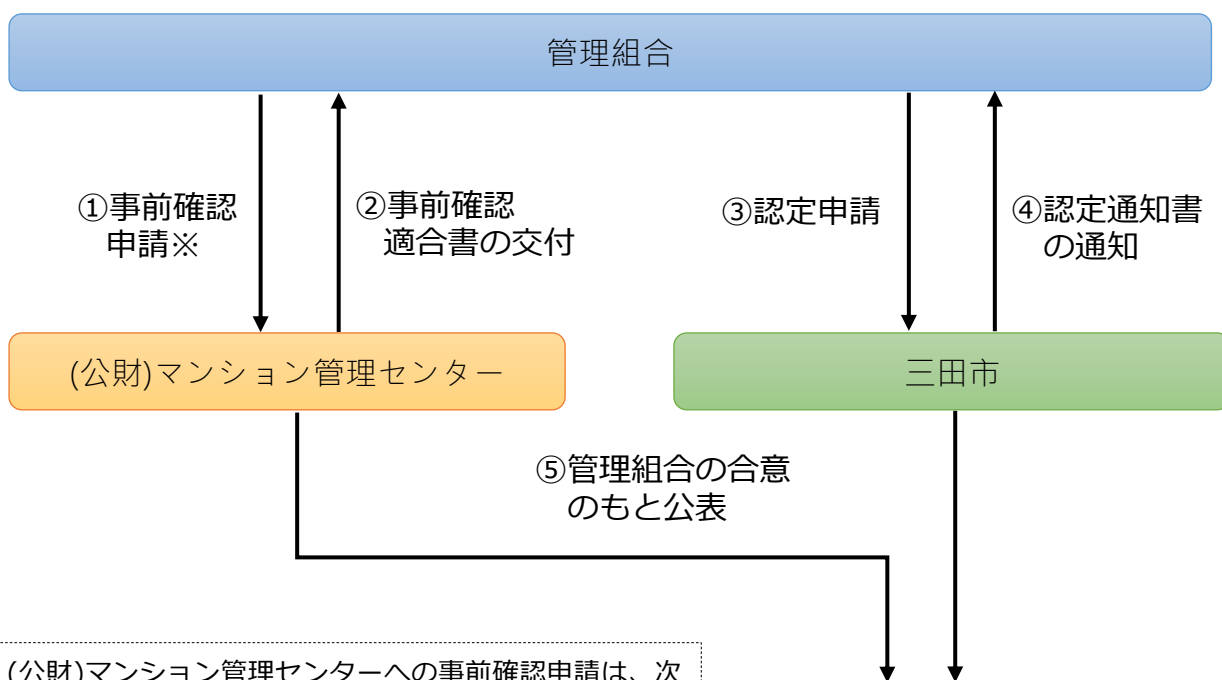 管理組合
①事前確認
申請※
②事前確認
適合書の交付
③認定申請
④認定通知書
の通知
(公財)マンション管理センター
三田市
⑤管理組合の合意
のもと公表
(公財)マンション管理センターへの事前確認申請は、次